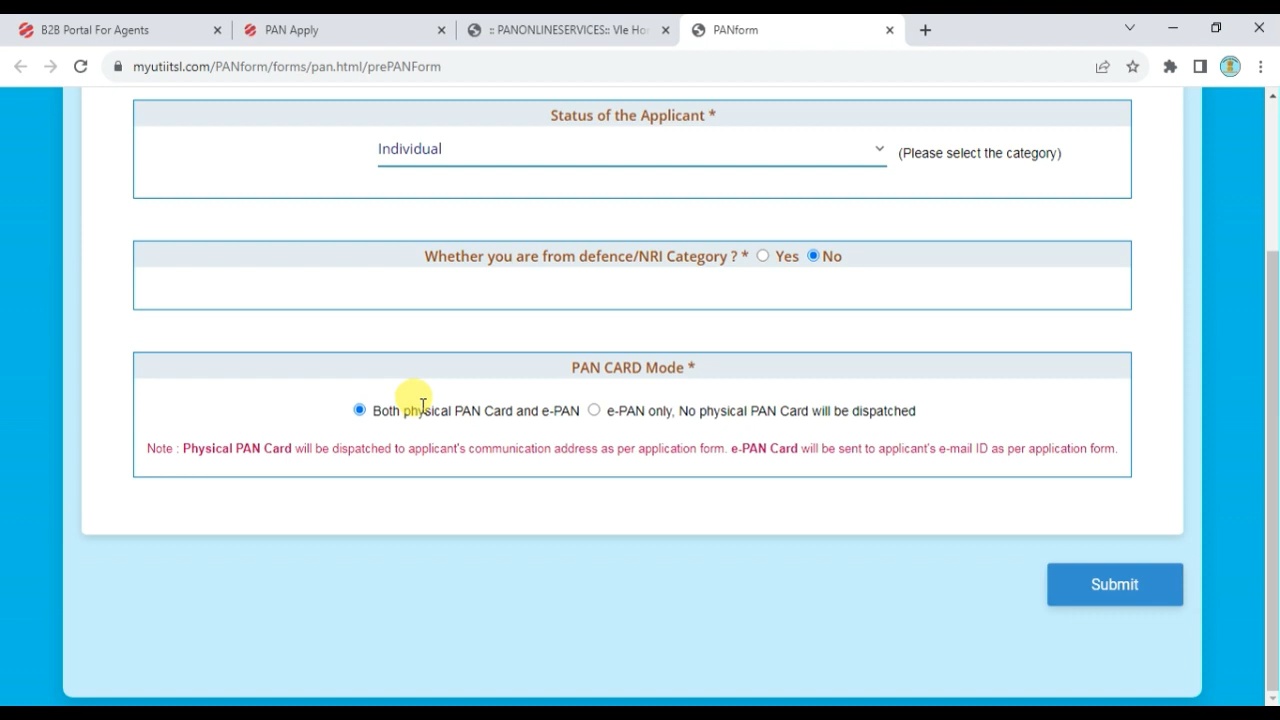 B2B Portal For Agents
PAN Apply
:: PANONLINESERVICES:: Vle Ho
PANform
myutiitsl.com/PANform/forms/pan.html/prePANForm
Status of the Applicant *
Individual
(Please select the category)
Whether you are from defence/NRI Category ? * Yes No
PAN CARD Mode *
Both physical PAN Card and e-PAN e-PAN only, No physical PAN Card will be dispatched
Note : Physical PAN Card will be dispatched to applicant's communication address as per application form. e-PAN Card will be sent to applicant's e-mail ID as per application form.
Submit